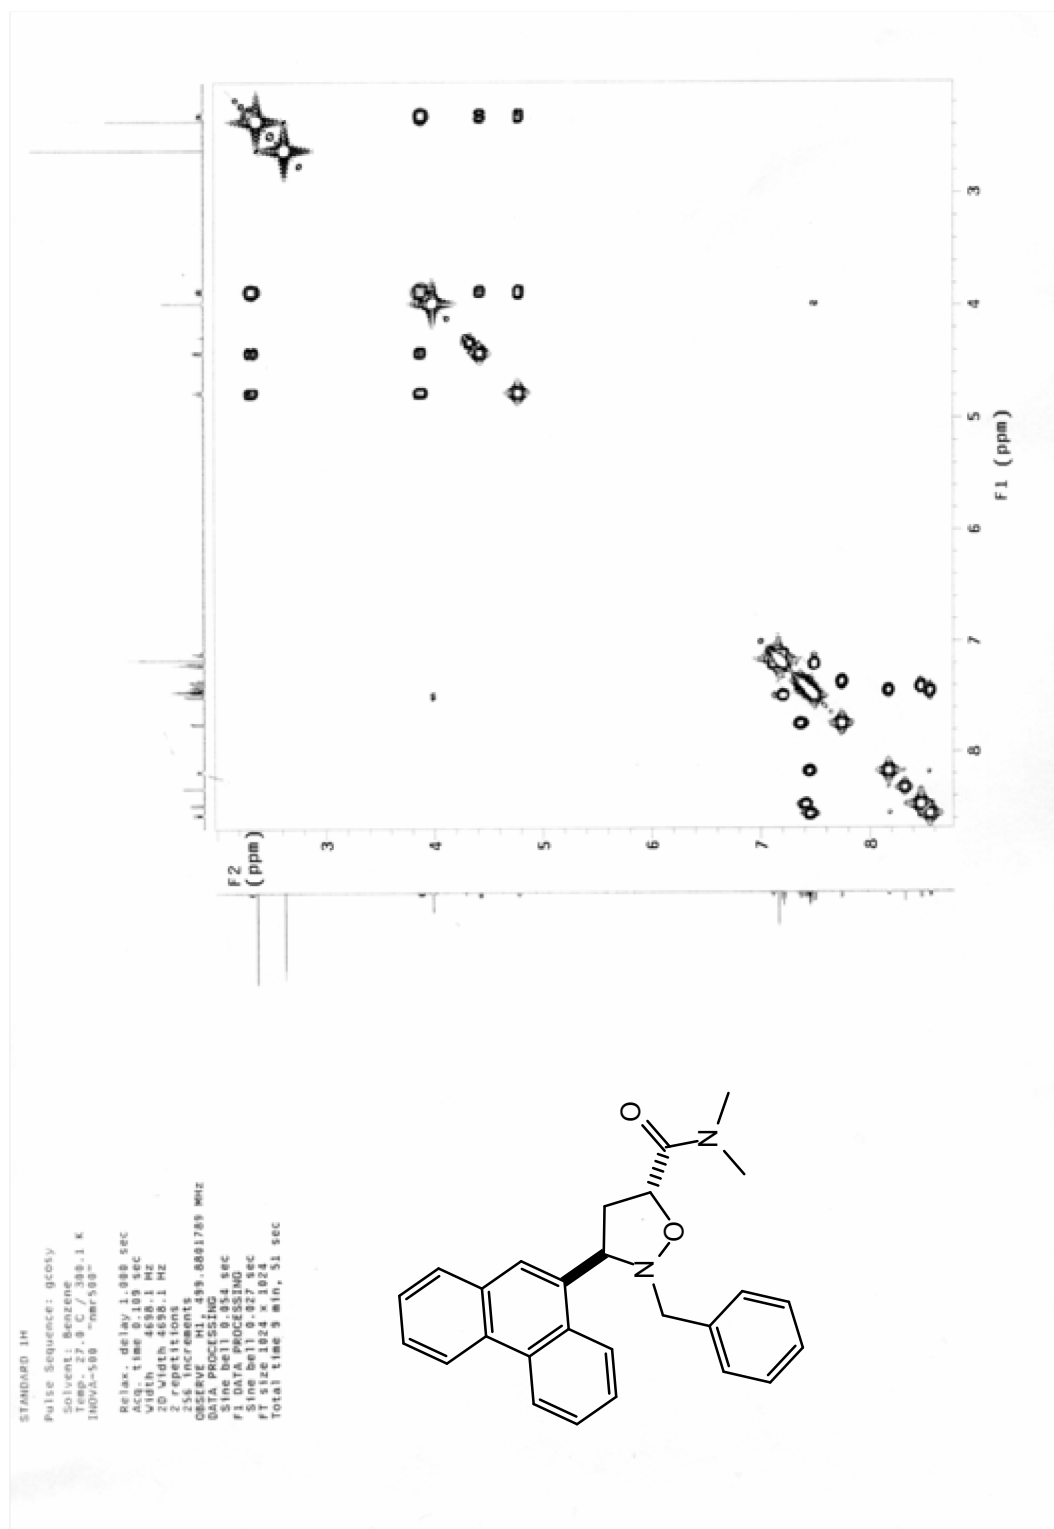 STANDARD 1H
Pulse Sequence: gcosy
Solvent: Benzene
Temp. 27.0 C / 300.1 K
INOVA-500 "nmr500"
Relax. delay 1.000 sec
Acq. time 0.109 sec
Width 4698.1 Hz
2D Width 4698.1 Hz
2 repetitions
256 increments
OBSERVE H1, 499.8801789 MHz
DATA PROCESSING
Sine bell 0.054 sec
F1 DATA PROCESSING
Sine bell 0.027 sec
FT size 1024 x 1024
Total time 9 min, 51 sec
F2
(ppm)
3
4
5
6
7
8
3
4
5
6
7
8
F1 (ppm)
O
N
O
N